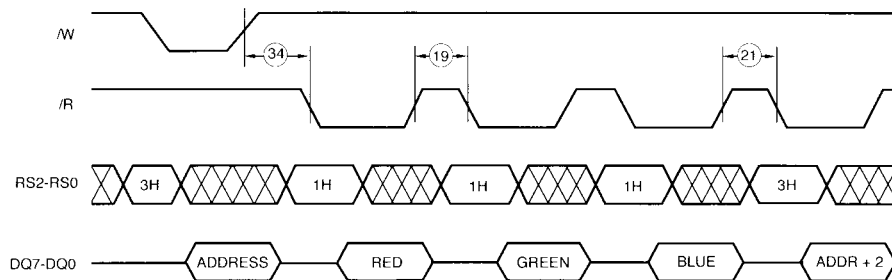 /W
34
19
21
/R
RS2-RS0
3H
1H
1H
1H
3H
DQ7-DQ0
ADDRESS
RED
GREEN
BLUE
ADDR + 2